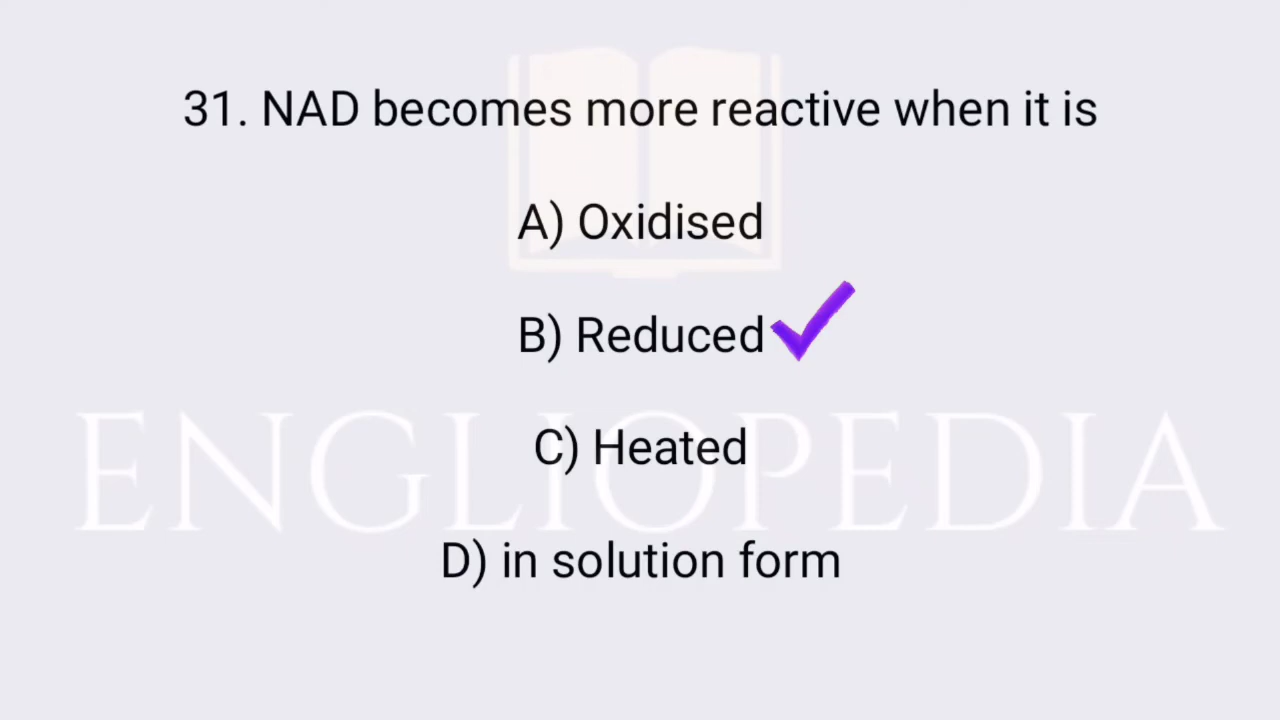 31. NAD becomes more reactive when it is
A) Oxidised
B) Reduced
C) Heated
ENGLIOPEDIA
D) in solution form